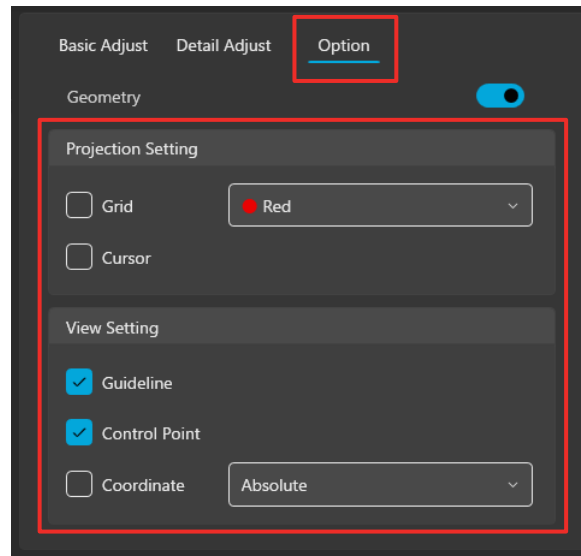 Basic Adjust Detail Adjust Option
Geometry
Projection Setting
Grid Red
Cursor
View Setting
Guideline
Control Point
Coordinate Absolute